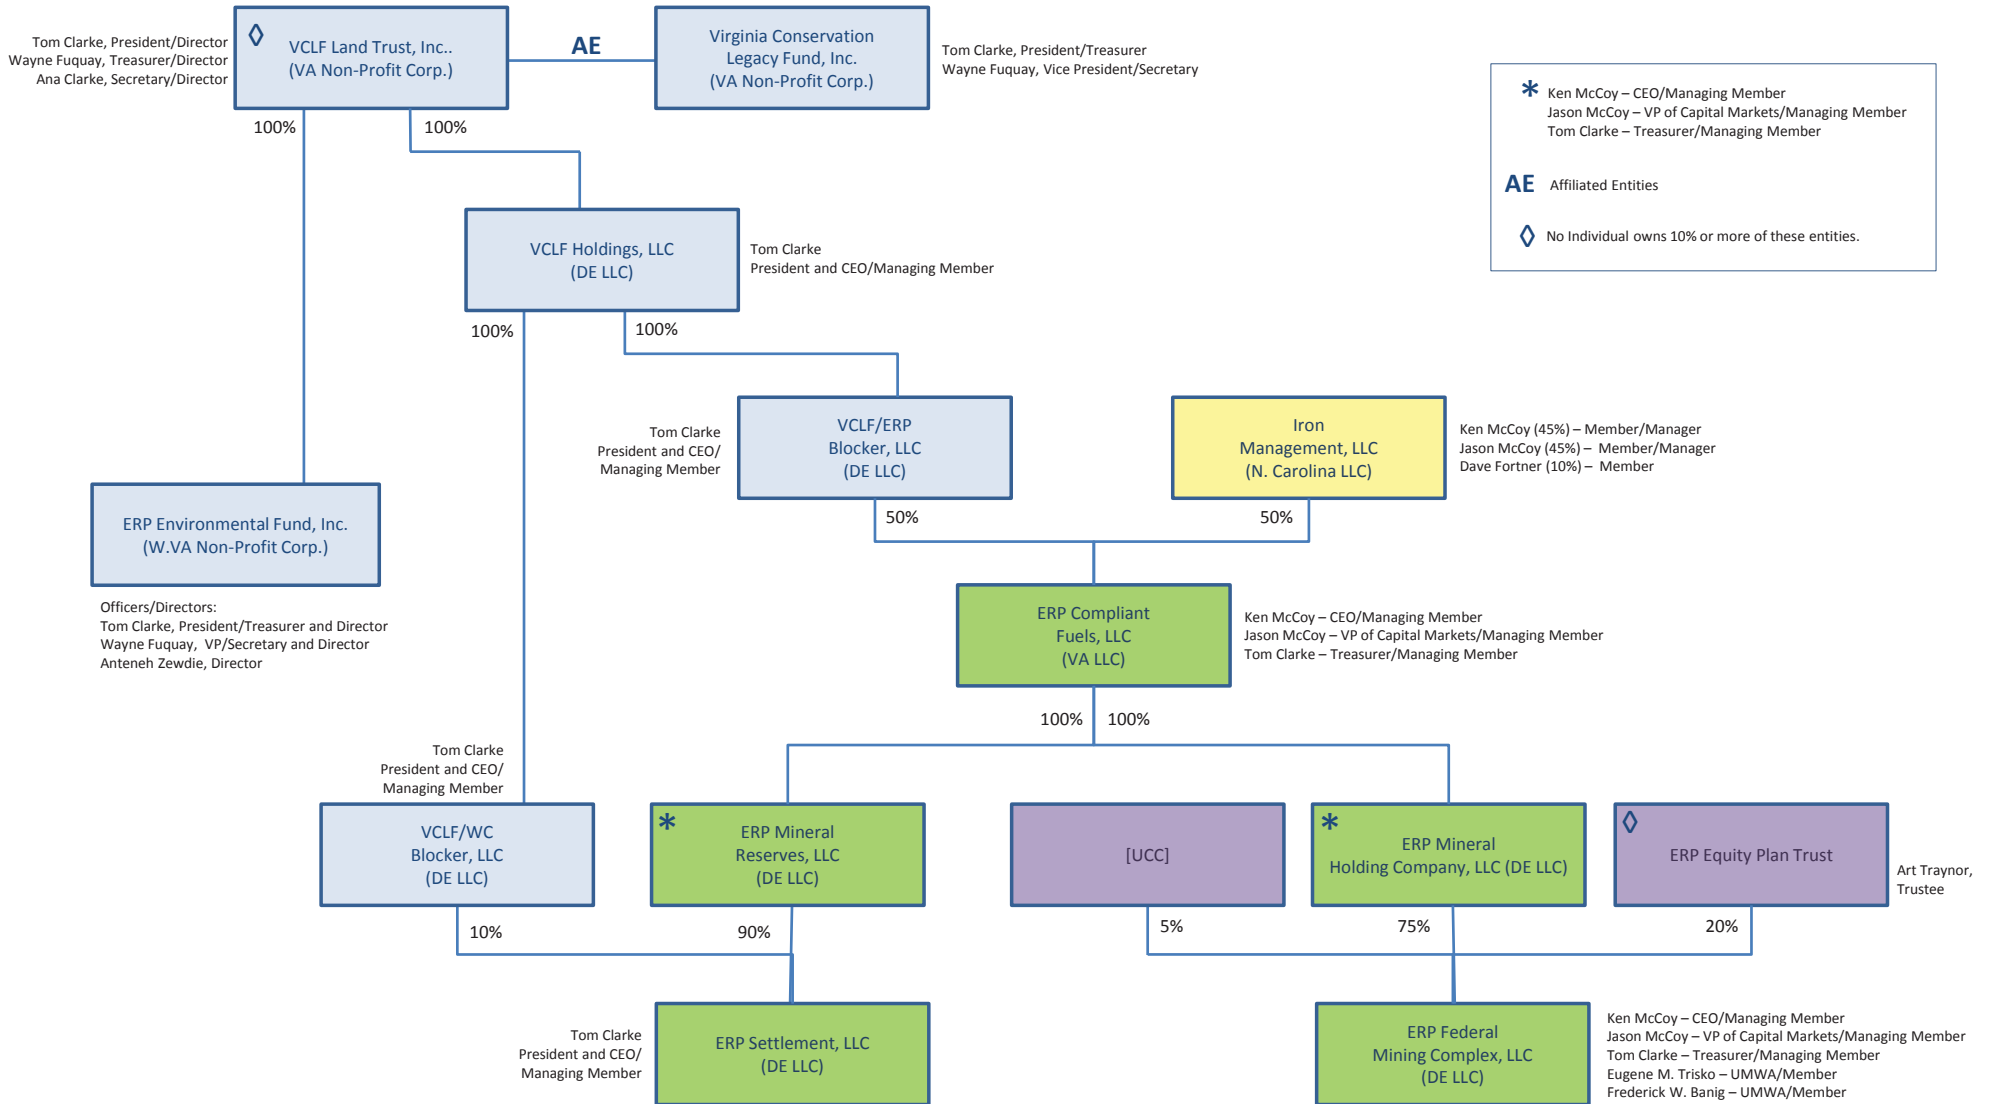 Tom Clarke, President/Director
Wayne Fuquay, Treasurer/Director
Ana Clarke, Secretary/Director
◊
VCLF Land Trust, Inc..
(VA Non-Profit Corp.)
AE
Virginia Conservation
Legacy Fund, Inc.
(VA Non-Profit Corp.)
Tom Clarke, President/Treasurer
Wayne Fuquay, Vice President/Secretary
* Ken McCoy – CEO/Managing Member
Jason McCoy – VP of Capital Markets/Managing Member
Tom Clarke – Treasurer/Managing Member
AE Affiliated Entities
◊ No Individual owns 10% or more of these entities.
100%
100%
VCLF Holdings, LLC
(DE LLC)
Tom Clarke
President and CEO/Managing Member
100%
100%
Tom Clarke
President and CEO/
Managing Member
VCLF/ERP
Blocker, LLC
(DE LLC)
Iron
Management, LLC
(N. Carolina LLC)
Ken McCoy (45%) – Member/Manager
Jason McCoy (45%) – Member/Manager
Dave Fortner (10%) – Member
50%
50%
ERP Environmental Fund, Inc.
(W.VA Non-Profit Corp.)
Officers/Directors:
Tom Clarke, President/Treasurer and Director
Wayne Fuquay, VP/Secretary and Director
Anteneh Zewdie, Director
ERP Compliant
Fuels, LLC
(VA LLC)
Ken McCoy – CEO/Managing Member
Jason McCoy – VP of Capital Markets/Managing Member
Tom Clarke – Treasurer/Managing Member
100%
100%
Tom Clarke
President and CEO/
Managing Member
VCLF/WC
Blocker, LLC
(DE LLC)
*
ERP Mineral
Reserves, LLC
(DE LLC)
[UCC]
*
ERP Mineral
Holding Company, LLC (DE LLC)
◊
ERP Equity Plan Trust
Art Traynor,
Trustee
10%
90%
5%
75%
20%
Tom Clarke
President and CEO/
Managing Member
ERP Settlement, LLC
(DE LLC)
ERP Federal
Mining Complex, LLC
(DE LLC)
Ken McCoy – CEO/Managing Member
Jason McCoy – VP of Capital Markets/Managing Member
Tom Clarke – Treasurer/Managing Member
Eugene M. Trisko – UMWA/Member
Frederick W. Banig – UMWA/Member